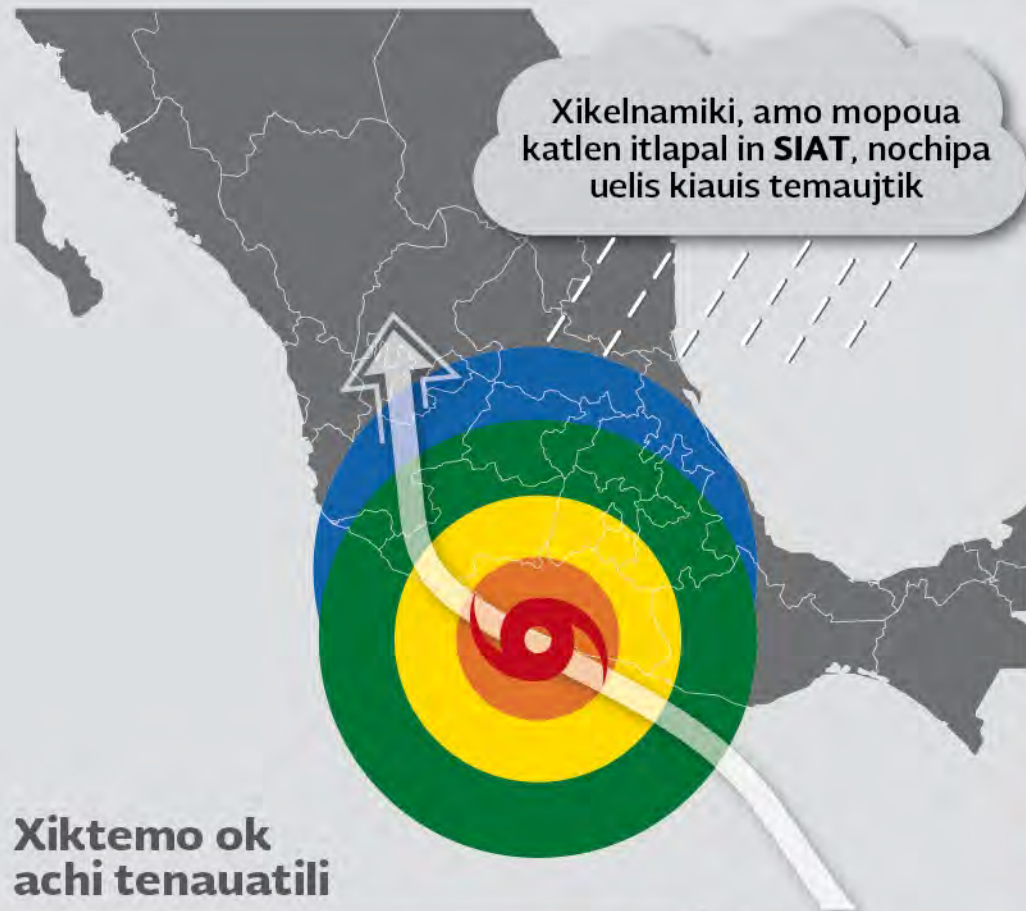 Xikelnamiki, amo mopoua
katlen itlapal in SIAT, nochipa
uelis kiauis temaujtik
Xiktemo ok
achi tenauatili